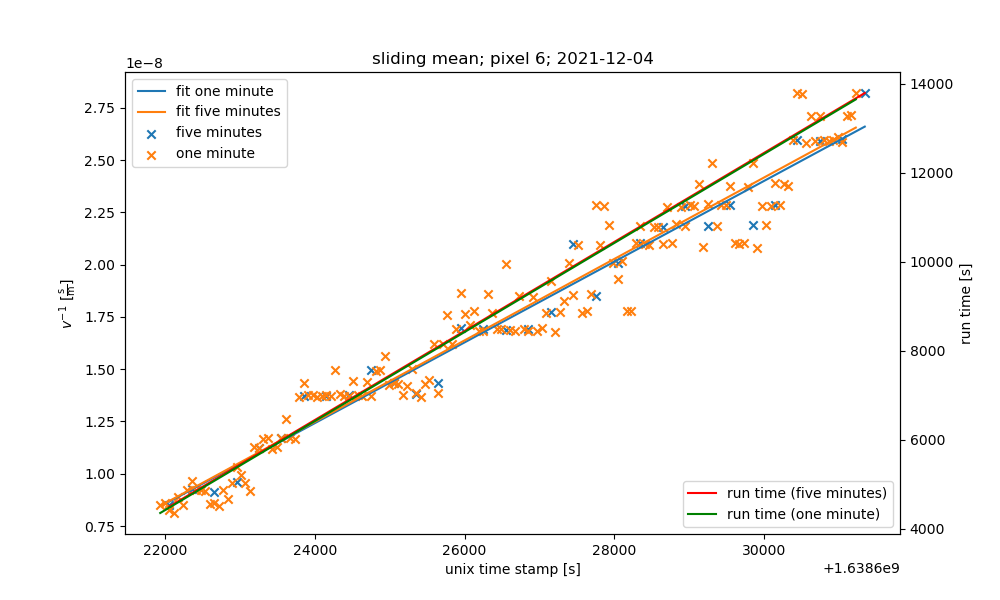 sliding mean; pixel 6; 2021-12-04
1e−8
fit one minute
fit five minutes
five minutes
one minute
2.75
2.50
2.25
2.00
1.75
1.50
1.25
1.00
0.75
v⁻¹ [s/m]
14000
12000
10000
8000
6000
4000
run time [s]
run time (five minutes)
run time (one minute)
22000 24000 26000 28000 30000
unix time stamp [s]
+1.6386e9